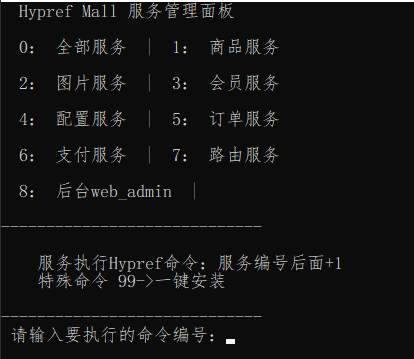 Hypref Mall 服务管理面板
0: 全部服务 | 1: 商品服务
2: 图片服务 | 3: 会员服务
4: 配置服务 | 5: 订单服务
6: 支付服务 | 7: 路由服务
8: 后台web_admin |
-----------------------------
服务执行Hypref命令: 服务编号后面+1
特殊命令 99->一键安装
-----------------------------
请输入要执行的命令编号: